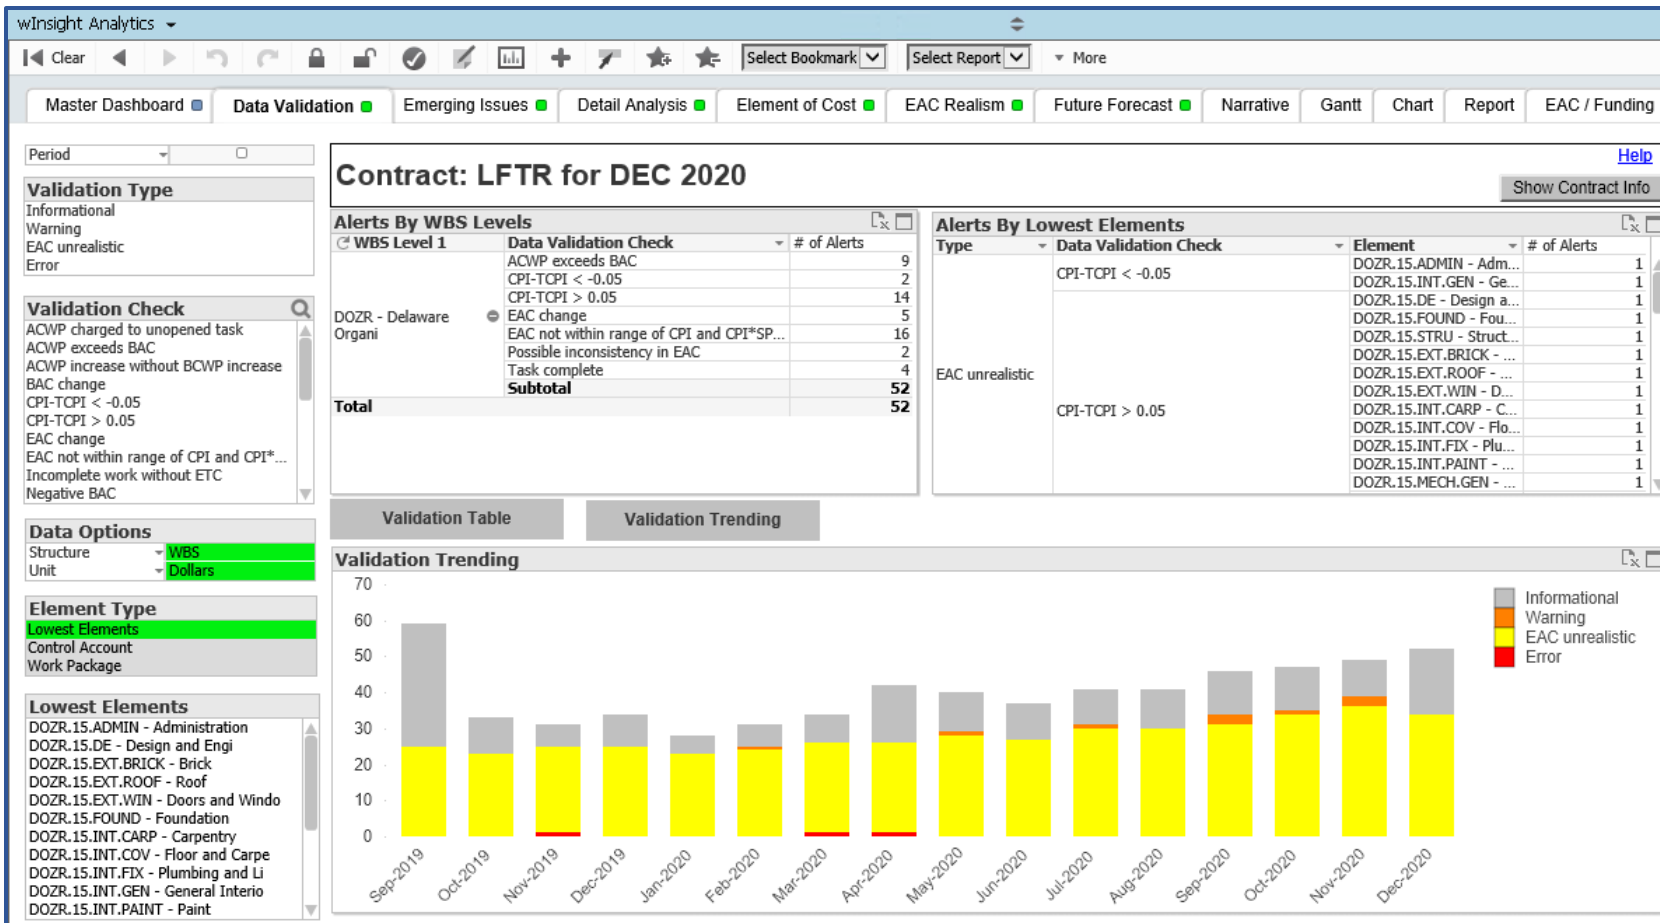 wInsight Analytics
Clear
Select Bookmark
Select Report
More
Master Dashboard
Data Validation
Emerging Issues
Detail Analysis
Element of Cost
EAC Realism
Future Forecast
Narrative
Gantt
Chart
Report
EAC / Funding
Period
Validation Type
Informational
Warning
EAC unrealistic
Error
Validation Check
ACWP charged to unopened task
ACWP exceeds BAC
ACWP increase without BCWP increase
BAC change
CPI-TCPI < -0.05
CPI-TCPI > 0.05
EAC change
EAC not within range of CPI and CPI*...
Incomplete work without ETC
Negative BAC
Data Options
Structure WBS
Unit Dollars
Element Type
Lowest Elements
Control Account
Work Package
Lowest Elements
DOZR.15.ADMIN - Administration
DOZR.15.DE - Design and Engi
DOZR.15.EXT.BRICK - Brick
DOZR.15.EXT.ROOF - Roof
DOZR.15.EXT.WIN - Doors and Windo
DOZR.15.FOUND - Foundation
DOZR.15.INT.CARP - Carpentry
DOZR.15.INT.COV - Floor and Carpe
DOZR.15.INT.FIX - Plumbing and Li
DOZR.15.INT.GEN - General Interio
DOZR.15.INT.PAINT - Paint
Contract: LFTR for DEC 2020
Help
Show Contract Info
Alerts By WBS Levels
WBS Level 1 Data Validation Check # of Alerts
DOZR - Delaware
Organi
ACWP exceeds BAC 9
CPI-TCPI < -0.05 2
CPI-TCPI > 0.05 14
EAC change 5
EAC not within range of CPI and CPI*SP... 16
Possible inconsistency in EAC 2
Task complete 4
Subtotal 52
Total 52
Alerts By Lowest Elements
Type Data Validation Check Element # of Alerts
EAC unrealistic
CPI-TCPI < -0.05
DOZR.15.ADMIN - Adm... 1
DOZR.15.INT.GEN - Ge... 1
CPI-TCPI > 0.05
DOZR.15.DE - Design a... 1
DOZR.15.FOUND - Fou... 1
DOZR.15.STRU - Struct... 1
DOZR.15.EXT.BRICK - ... 1
DOZR.15.EXT.ROOF - ... 1
DOZR.15.EXT.WIN - D... 1
DOZR.15.INT.CARP - C... 1
DOZR.15.INT.COV - Flo... 1
DOZR.15.INT.FIX - Plu... 1
DOZR.15.INT.PAINT - ... 1
DOZR.15.MECH.GEN - ... 1
Validation Table
Validation Trending
Validation Trending
70
60
50
40
30
20
10
0
Sep-2019
Oct-2019
Nov-2019
Dec-2019
Jan-2020
Feb-2020
Mar-2020
Apr-2020
May-2020
Jun-2020
Jul-2020
Aug-2020
Sep-2020
Oct-2020
Nov-2020
Dec-2020
Informational
Warning
EAC unrealistic
Error